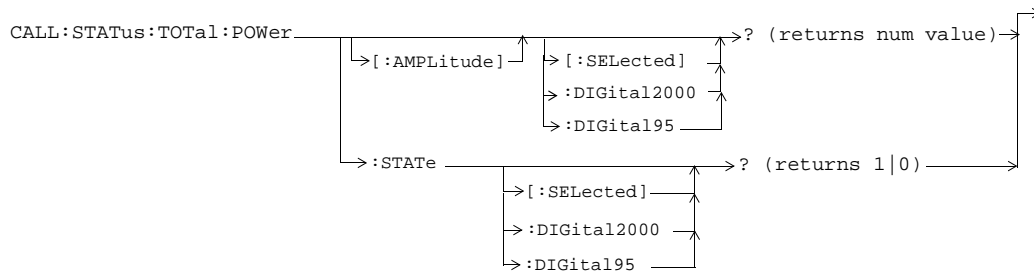 CALL:STATus:TOTal:POWer ? (returns num value)
[:AMPLitude] [:SELected]
:DIGital2000
:DIGital95
:STATe ? (returns 1|0)
[:SELected]
:DIGital2000
:DIGital95